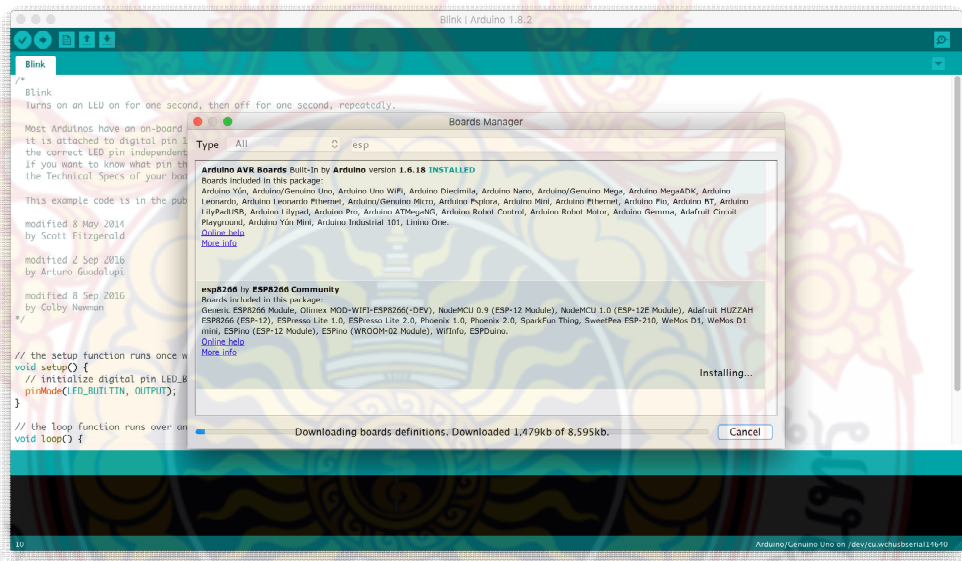 Blink | Arduino 1.8.2
Blink
/*
Blink
Turns on an LED on for one second, then off for one second, repeatedly.
Most Arduinos have an on-board
it is attached to digital pin 1
the correct LED pin independent
If you want to know what pin th
the Technical Specs of your boa
This example code is in the pub
modified 8 May 2014
by Scott Fitzgerald
modified 2 Sep 2016
by Arturo Guadalupi
modified 8 Sep 2016
by Colby Newman
*/
// the setup function runs once w
void setup() {
// initialize digital pin LED_B
pinMode(LED_BUILTIN, OUTPUT);
}
// the loop function runs over an
void loop() {
Boards Manager
Type All esp
Arduino AVR Boards Built-In by Arduino version 1.6.18 INSTALLED
Boards included in this package:
Arduino Yún, Arduino/Genuino Uno, Arduino Uno WiFi, Arduino Diecimila, Arduino Nano, Arduino/Genuino Mega, Arduino MegaADK, Arduino
Leonardo, Arduino Leonardo Ethernet, Arduino/Genuino Micro, Arduino Esplora, Arduino Mini, Arduino Ethernet, Arduino Fio, Arduino BT, Arduino
LilyPadUSB, Arduino Lilypad, Arduino Pro, Arduino ATMegaNG, Arduino Robot Control, Arduino Robot Motor, Arduino Gemma, Adafruit Circuit
Playground, Arduino Yún Mini, Arduino Industrial 101, Linino One.
Online help
More info
esp8266 by ESP8266 Community
Boards included in this package:
Generic ESP8266 Module, Olimex MOD-WIFI-ESP8266(-DEV), NodeMCU 0.9 (ESP-12 Module), NodeMCU 1.0 (ESP-12E Module), Adafruit HUZZAH
ESP8266 (ESP-12), ESPresso Lite 1.0, ESPresso Lite 2.0, Phoenix 1.0, Phoenix 2.0, SparkFun Thing, SweetPea ESP-210, WeMos D1, WeMos D1
mini, ESPino (ESP-12 Module), ESPino (WROOM-02 Module), WifInfo, ESPDuino.
Online help
More info
Installing...
Downloading boards definitions. Downloaded 1,479kb of 8,595kb.
Cancel
10
Arduino/Genuino Uno on /dev/cu.wchusbserial14640